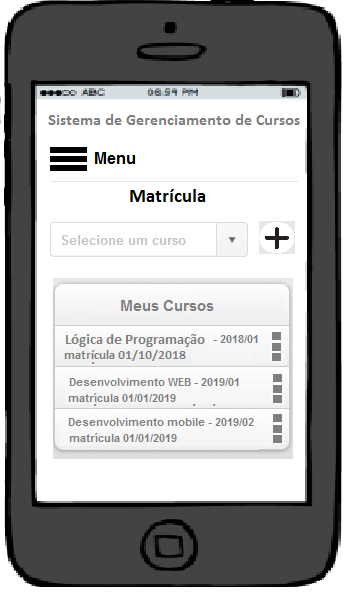 ABC 06:59 PM
Sistema de Gerenciamento de Cursos
Menu
Matrícula
Selecione um curso
Meus Cursos
Lógica de Programação - 2018/01
matrícula 01/10/2018
Desenvolvimento WEB - 2019/01
matrícula 01/01/2019
Desenvolvimento mobile - 2019/02
matrícula 01/01/2019